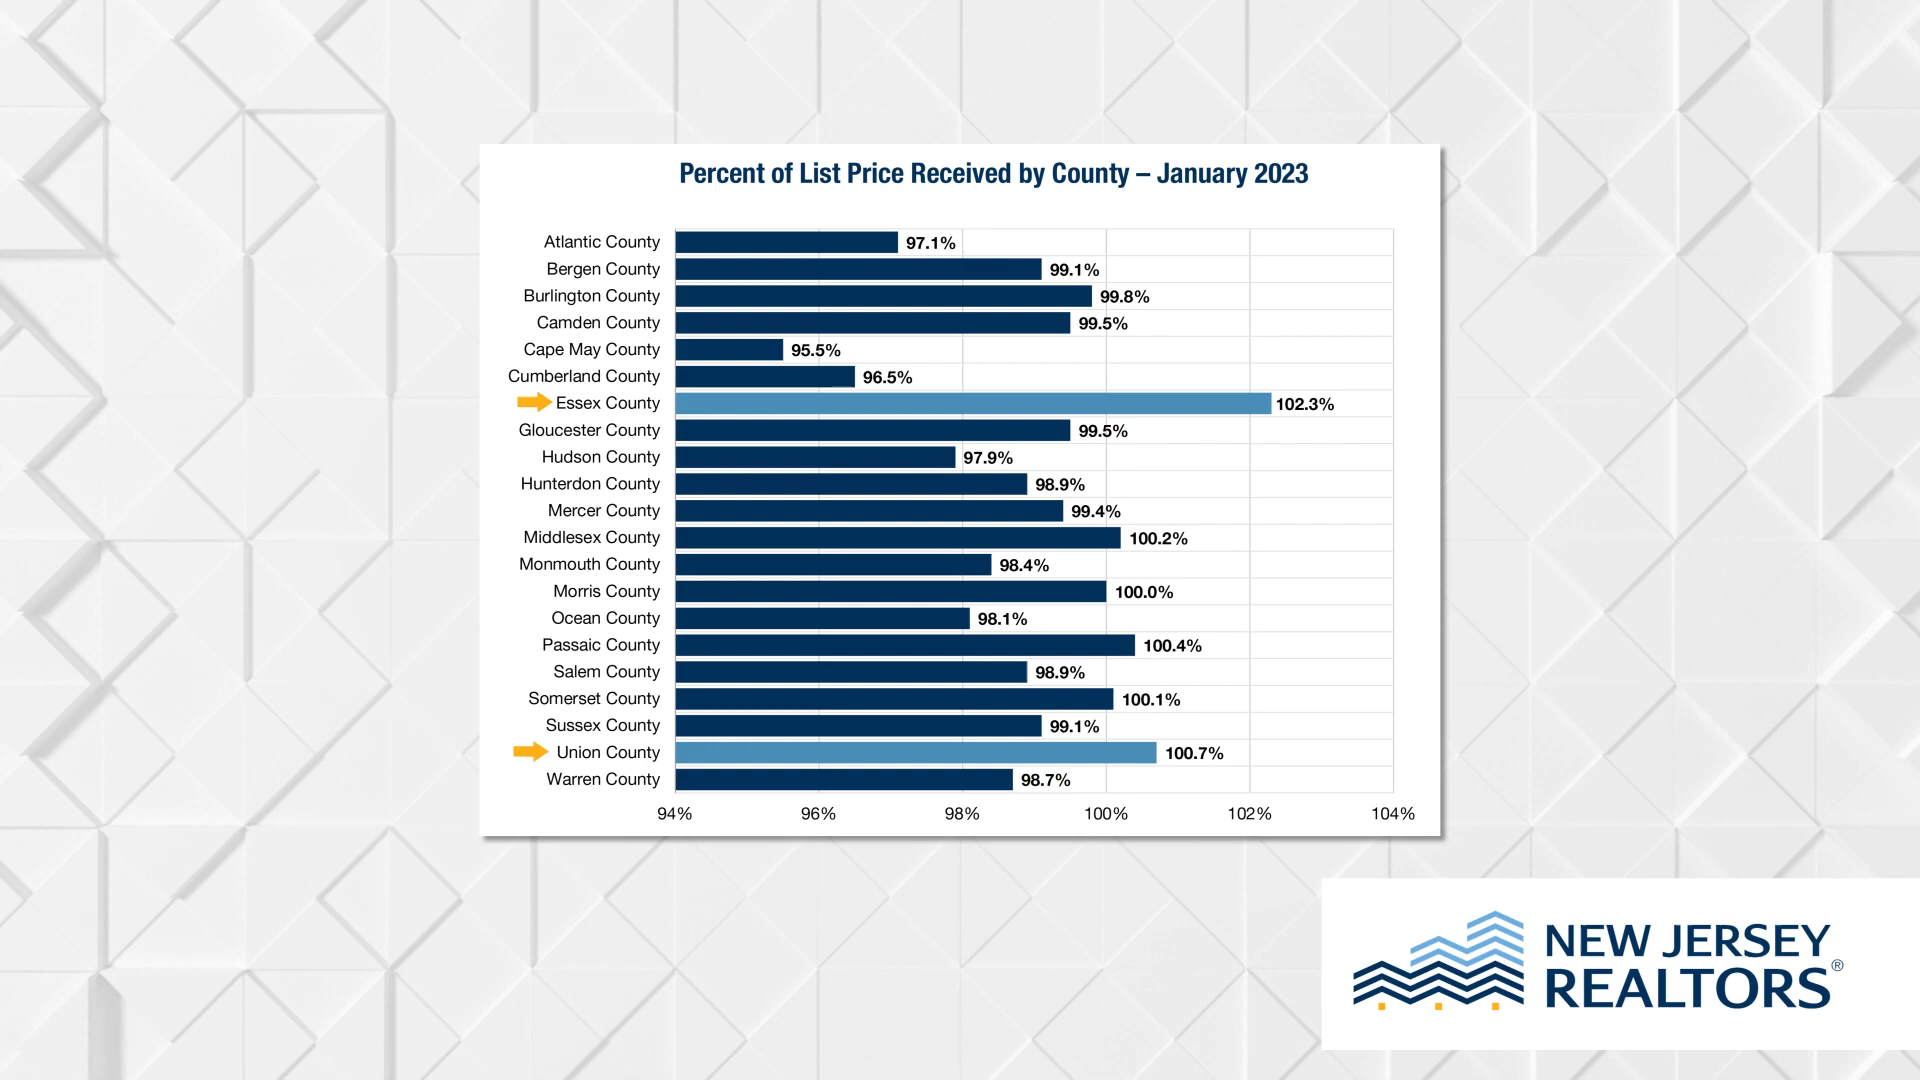 Percent of List Price Received by County – January 2023
Atlantic County 97.1%
Bergen County 99.1%
Burlington County 99.8%
Camden County 99.5%
Cape May County 95.5%
Cumberland County 96.5%
Essex County 102.3%
Gloucester County 99.5%
Hudson County 97.9%
Hunterdon County 98.9%
Mercer County 99.4%
Middlesex County 100.2%
Monmouth County 98.4%
Morris County 100.0%
Ocean County 98.1%
Passaic County 100.4%
Salem County 98.9%
Somerset County 100.1%
Sussex County 99.1%
Union County 100.7%
Warren County 98.7%
94% 96% 98% 100% 102% 104%
NEW JERSEY
REALTORS®